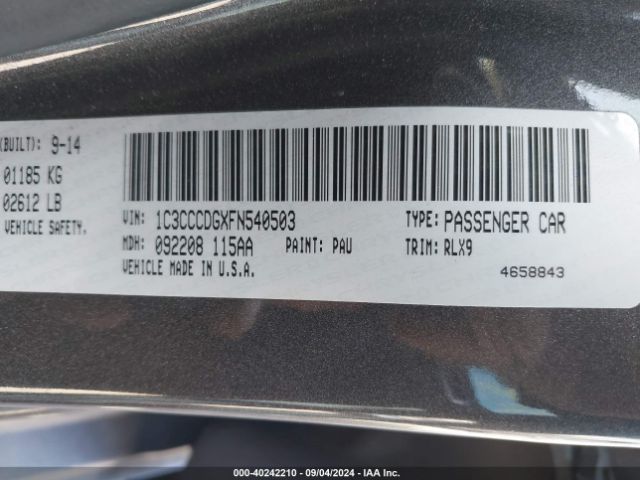 (BUILT): 9-14
01185 KG
02612 LB
VEHICLE SAFETY.
VIN: 1C3CCCDGXFN540503 TYPE: PASSENGER CAR
MDH: 092208 115AA PAINT: PAU TRIM: RLX9
VEHICLE MADE IN U.S.A.
4658843
000-40242210 - 09/04/2024 - IAA Inc.